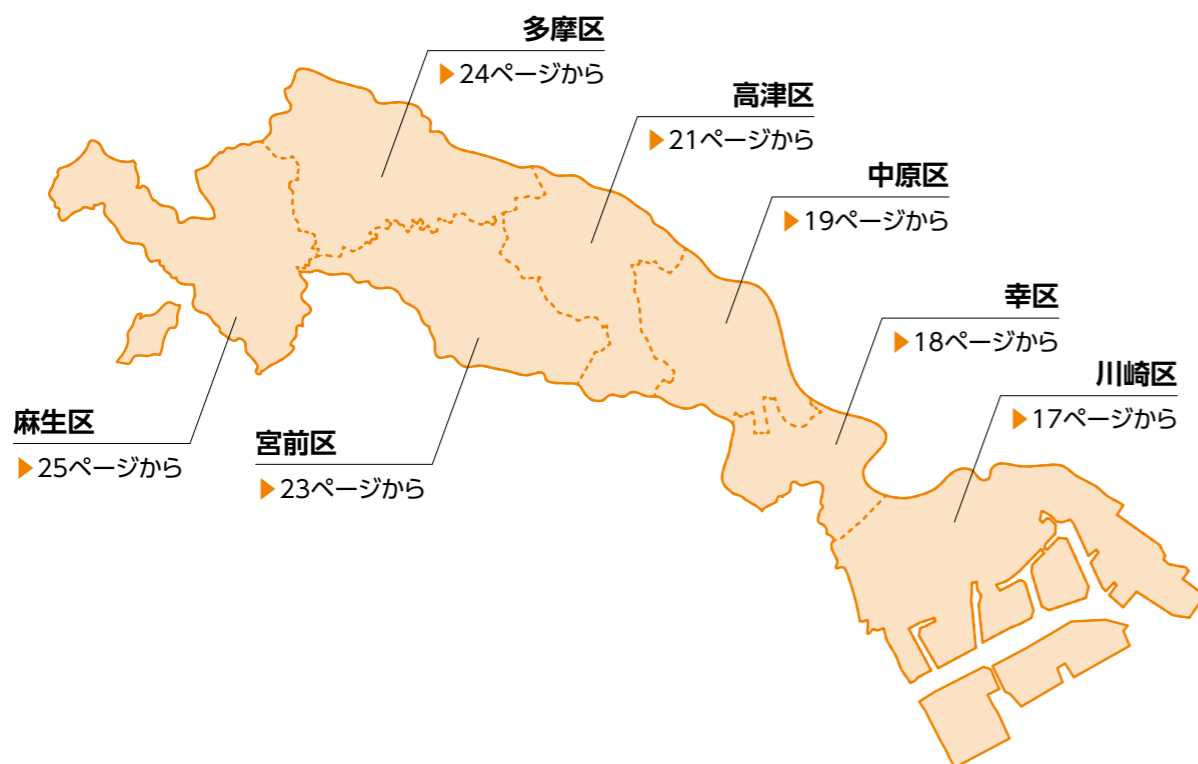 多摩区
▶24ページから
高津区
▶21ページから
中原区
▶19ページから
幸区
▶18ページから
川崎区
▶17ページから
麻生区
▶25ページから
宮前区
▶23ページから